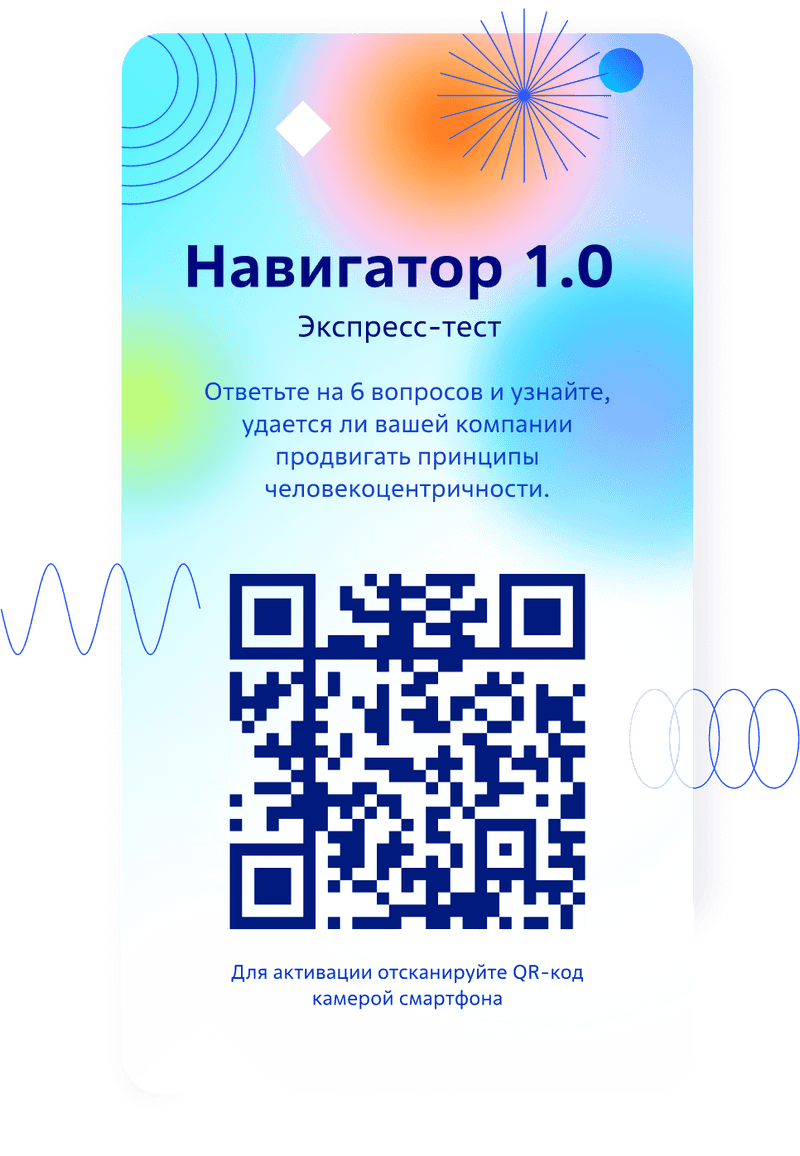 Навигатор 1.0
Экспресс-тест
Ответьте на 6 вопросов и узнайте,
удается ли вашей компании
продвигать принципы
человекоцентричности.
Для активации отсканируйте QR-код
камерой смартфона